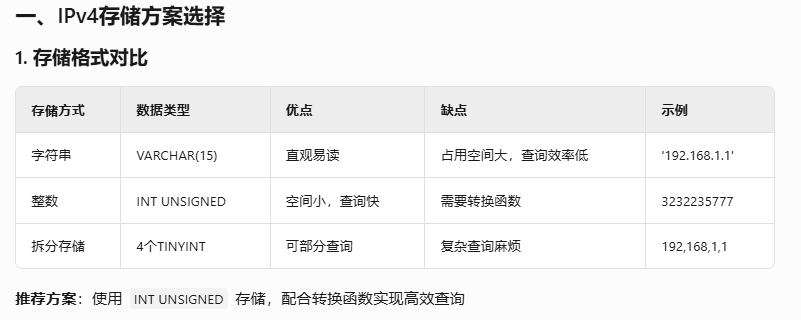 一、IPv4存储方案选择
1. 存储格式对比
存储方式 数据类型 优点 缺点 示例
字符串 VARCHAR(15) 直观易读 占用空间大，查询效率低 '192.168.1.1'
整数 INT UNSIGNED 空间小，查询快 需要转换函数 3232235777
拆分存储 4个TINYINT 可部分查询 复杂查询麻烦 192,168,1,1
推荐方案：使用 INT UNSIGNED 存储，配合转换函数实现高效查询